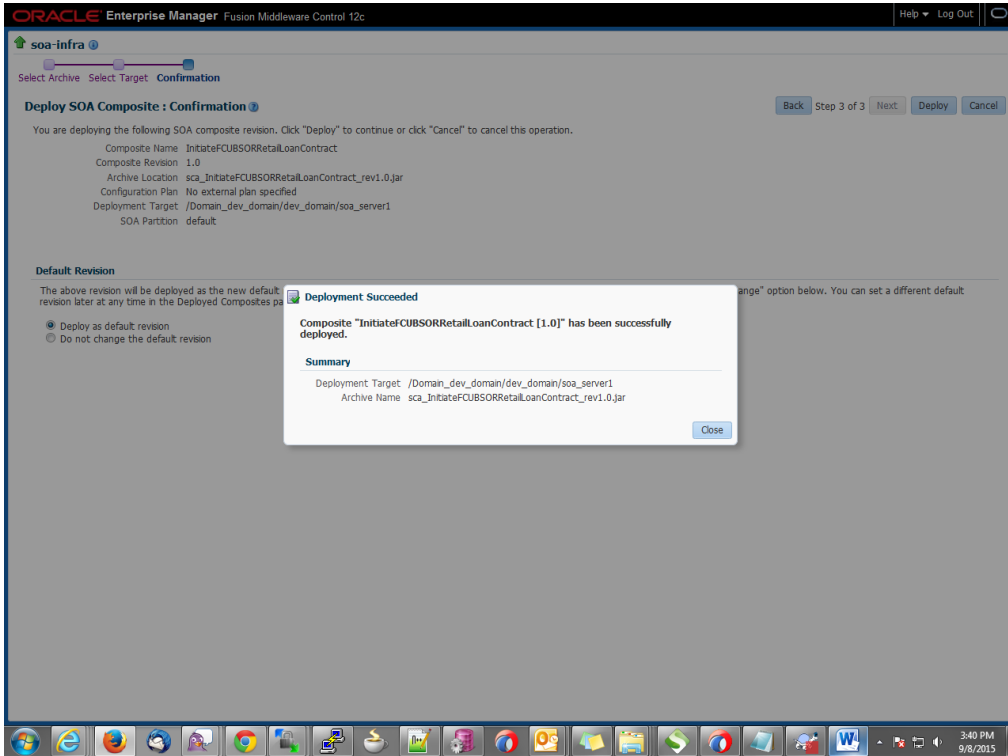 ORACLE Enterprise Manager Fusion Middleware Control 12c
Help Log Out
soa-infra
Select Archive Select Target Confirmation
Deploy SOA Composite : Confirmation
Back Step 3 of 3 Next Deploy Cancel
You are deploying the following SOA composite revision. Click "Deploy" to continue or click "Cancel" to cancel this operation.
Composite Name InitiateFCUBSORRetailLoanContract
Composite Revision 1.0
Archive Location sca_InitiateFCUBSORRetailLoanContract_rev1.0.jar
Configuration Plan No external plan specified
Deployment Target /Domain_dev_domain/dev_domain/soa_server1
SOA Partition default
Default Revision
The above revision will be deployed as the new default ange" option below. You can set a different default
revision later at any time in the Deployed Composites pa
Deploy as default revision
Do not change the default revision
Deployment Succeeded
Composite "InitiateFCUBSORRetailLoanContract [1.0]" has been successfully
deployed.
Summary
Deployment Target /Domain_dev_domain/dev_domain/soa_server1
Archive Name sca_InitiateFCUBSORRetailLoanContract_rev1.0.jar
Close
3:40 PM
9/8/2015